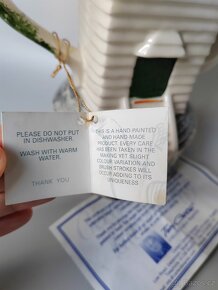 PLEASE DO NOT PUT
IN DISHWASHER.
WASH WITH WARM
WATER.
THANK YOU
THIS IS A HAND-PAINTED
AND HAND-MADE
PRODUCT. EVERY CARE
HAS BEEN TAKEN IN THE
MAKING YET SLIGHT
COLOUR VARIATION AND
BRUSH STROKES WILL
OCCUR ADDING TO ITS
UNIQUENESS